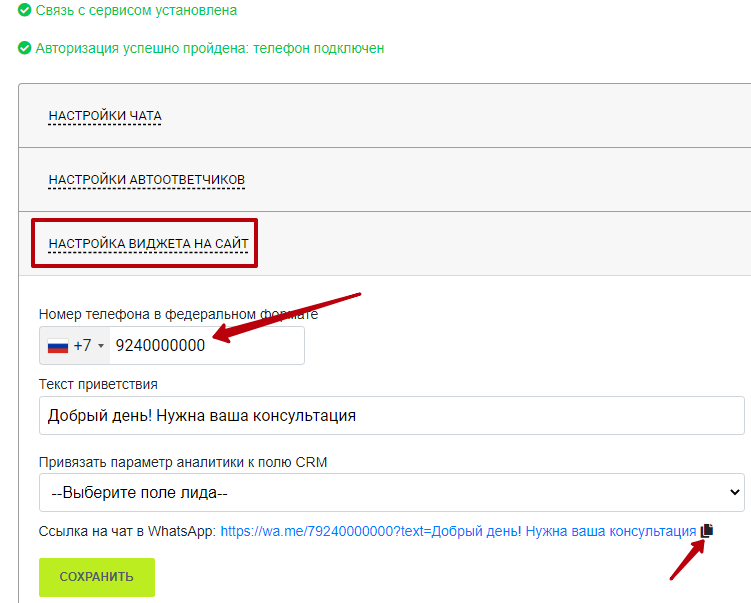 Связь с сервисом установлена
Авторизация успешно пройдена: телефон подключен
НАСТРОЙКИ ЧАТА
НАСТРОЙКИ АВТООТВЕТЧИКОВ
НАСТРОЙКА ВИДЖЕТА НА САЙТ
Номер телефона в федеральном формате
+7 9240000000
Текст приветствия
Добрый день! Нужна ваша консультация
Привязать параметр аналитики к полю CRM
--Выберите поле лида--
Ссылка на чат в WhatsApp: https://wa.me/79240000000?text=Добрый день! Нужна ваша консультация
СОХРАНИТЬ